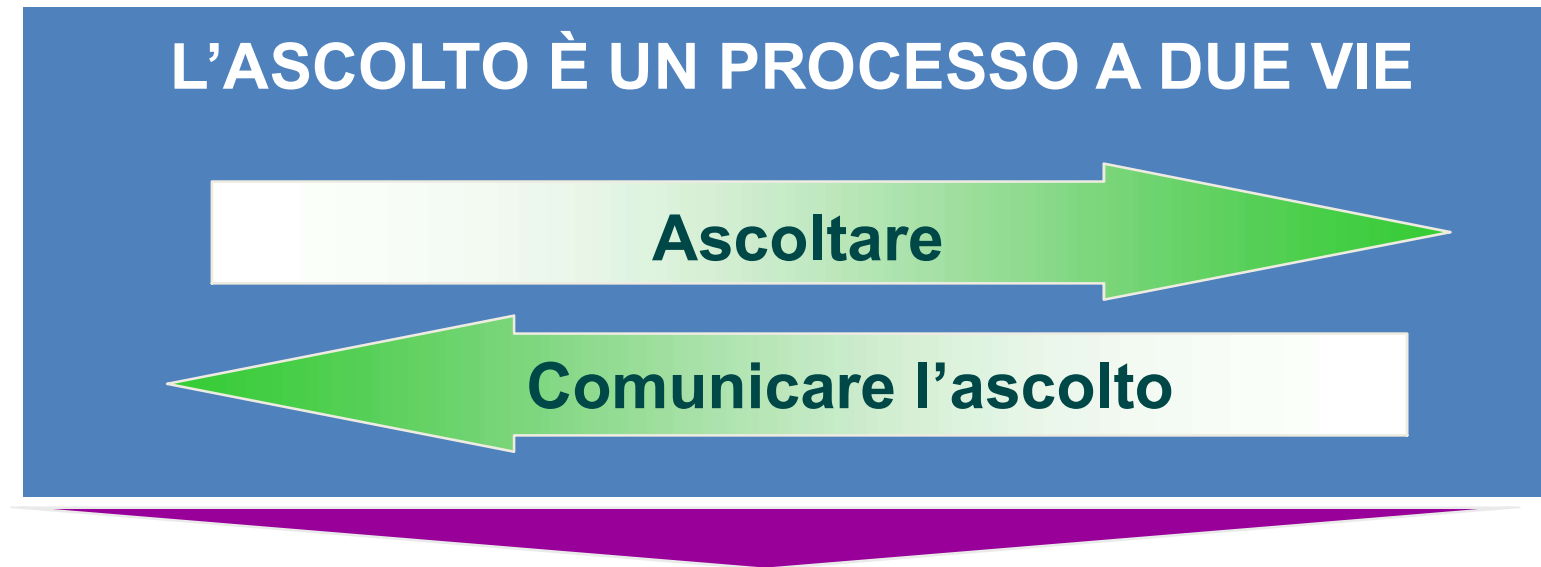 L’ASCOLTO È UN PROCESSO A DUE VIE
Ascoltare
Comunicare l’ascolto